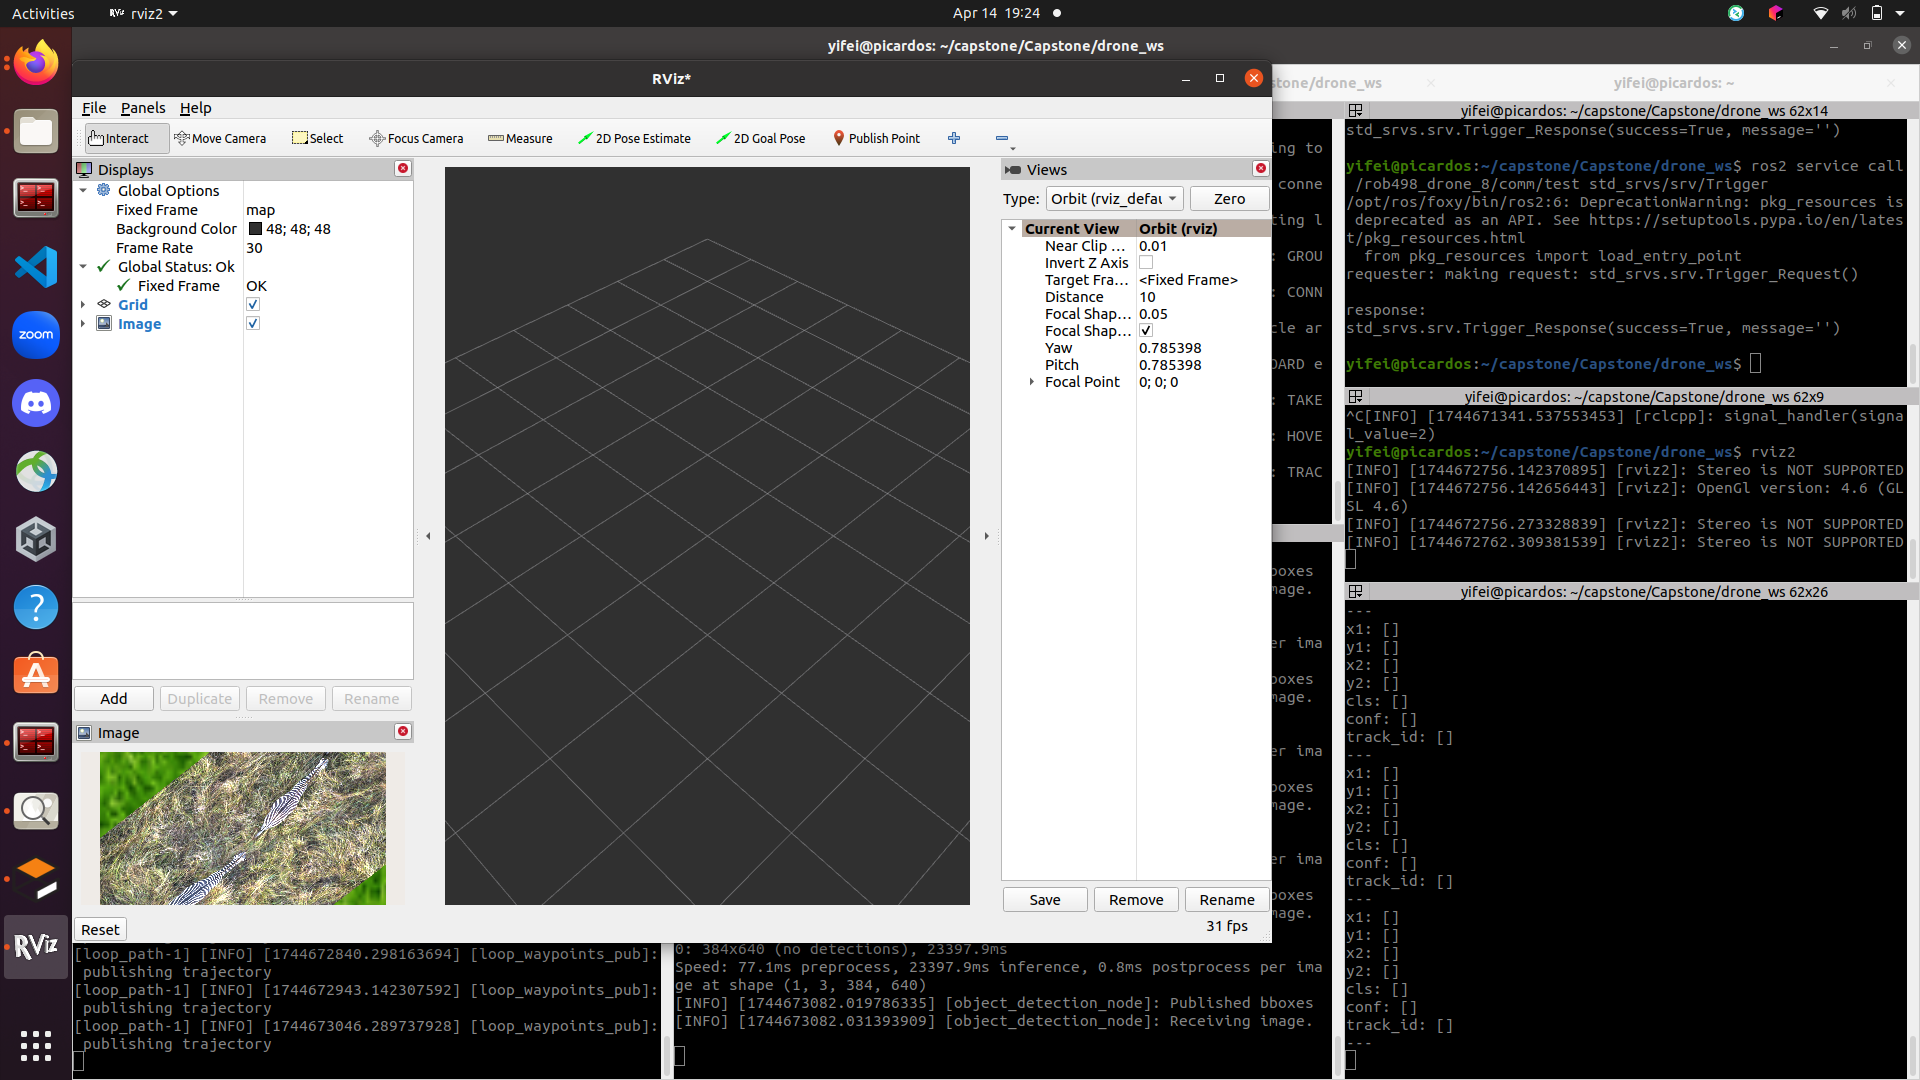 Activities
rviz2
Apr 14 19:24
yifei@picardos: ~/capstone/Capstone/drone_ws
RViz*
File Panels Help
Interact
Move Camera
Select
Focus Camera
Measure
2D Pose Estimate
2D Goal Pose
Publish Point
Displays
Global Options
Fixed Frame map
Background Color 48; 48; 48
Frame Rate 30
Global Status: Ok
Fixed Frame OK
Grid
Image
Add
Duplicate
Remove
Rename
Image
Reset
Views
Type: Orbit (rviz_defau
Zero
Current View Orbit (rviz)
Near Clip ... 0.01
Invert Z Axis
Target Fra... <Fixed Frame>
Distance 10
Focal Shap... 0.05
Focal Shap...
Yaw 0.785398
Pitch 0.785398
Focal Point 0; 0; 0
Save
Remove
Rename
31 fps
zoom
RViz
[loop_path-1] [INFO] [1744672840.298163694] [loop_waypoints_pub]:
publishing trajectory
[loop_path-1] [INFO] [1744672943.142307592] [loop_waypoints_pub]:
publishing trajectory
[loop_path-1] [INFO] [1744673046.289737928] [loop_waypoints_pub]:
publishing trajectory
0: 384x640 (no detections), 23397.9ms
Speed: 77.1ms preprocess, 23397.9ms inference, 0.8ms postprocess per ima
ge at shape (1, 3, 384, 640)
[INFO] [1744673082.019786335] [object_detection_node]: Published bboxes
[INFO] [1744673082.031393909] [object_detection_node]: Receiving image.
stone/drone_ws
ng to
conne
ting l
: GROU
: CONN
cle ar
OARD e
: TAKE
: HOVE
: TRAC
boxes
mage.
er ima
boxes
mage.
er ima
boxes
mage.
er ima
boxes
mage.
yifei@picardos: ~
yifei@picardos: ~/capstone/Capstone/drone_ws 62x14
std_srvs.srv.Trigger_Response(success=True, message='')
yifei@picardos:~/capstone/Capstone/drone_ws$ ros2 service call
/rob498_drone_8/comm/test std_srvs/srv/Trigger
/opt/ros/foxy/bin/ros2:6: DeprecationWarning: pkg_resources is
deprecated as an API. See https://setuptools.pypa.io/en/lates
t/pkg_resources.html
from pkg_resources import load_entry_point
requester: making request: std_srvs.srv.Trigger_Request()
response:
std_srvs.srv.Trigger_Response(success=True, message='')
yifei@picardos:~/capstone/Capstone/drone_ws$
yifei@picardos: ~/capstone/Capstone/drone_ws 62x9
^C[INFO] [1744671341.537553453] [rclcpp]: signal_handler(signa
l_value=2)
yifei@picardos:~/capstone/Capstone/drone_ws$ rviz2
[INFO] [1744672756.142370895] [rviz2]: Stereo is NOT SUPPORTED
[INFO] [1744672756.142656443] [rviz2]: OpenGl version: 4.6 (GL
SL 4.6)
[INFO] [1744672756.273328839] [rviz2]: Stereo is NOT SUPPORTED
[INFO] [1744672762.309381539] [rviz2]: Stereo is NOT SUPPORTED
yifei@picardos: ~/capstone/Capstone/drone_ws 62x26
---
x1: []
y1: []
x2: []
y2: []
cls: []
conf: []
track_id: []
---
x1: []
y1: []
x2: []
y2: []
cls: []
conf: []
track_id: []
---
x1: []
y1: []
x2: []
y2: []
cls: []
conf: []
track_id: []
---